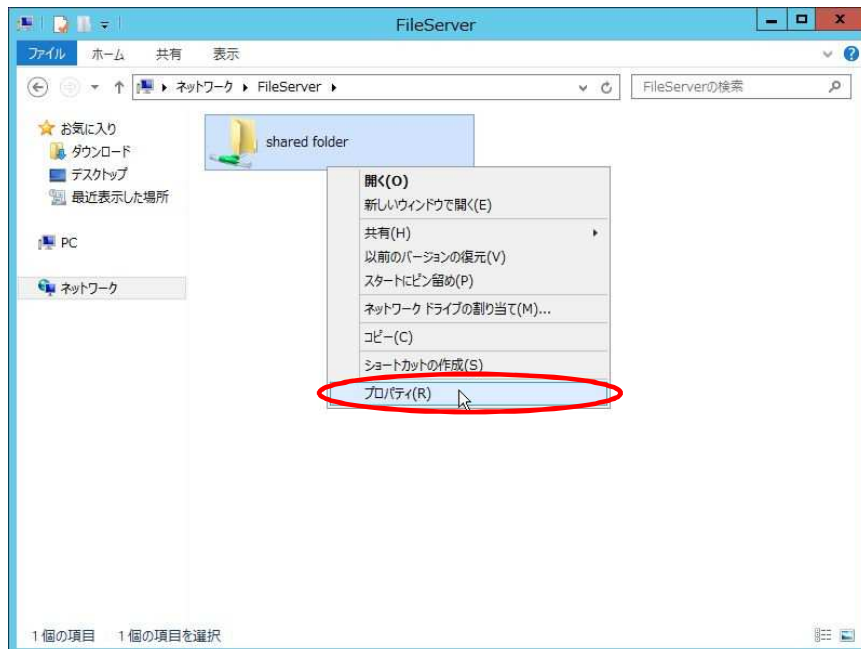 FileServer
ファイル ホーム 共有 表示
ネットワーク FileServer
FileServerの検索
お気に入り
ダウンロード
デスクトップ
最近表示した場所
PC
ネットワーク
shared folder
開く(O)
新しいウィンドウで開く(E)
共有(H)
以前のバージョンの復元(V)
スタートにピン留め(P)
ネットワーク ドライブの割り当て(M)...
コピー(C)
ショートカットの作成(S)
プロパティ(R)
1 個の項目 1 個の項目を選択